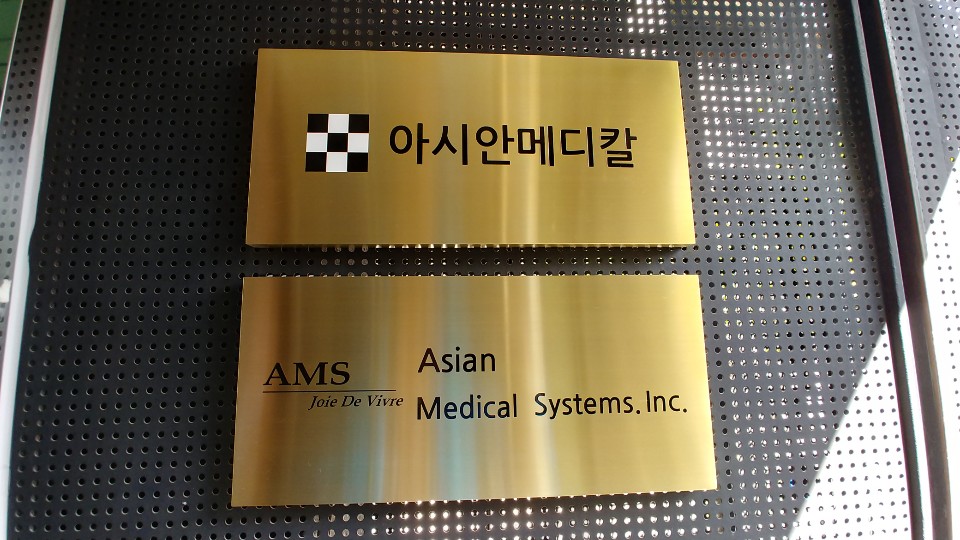 아시안메디칼
AMS
Joie De Vivre
Asian
Medical Systems. Inc.